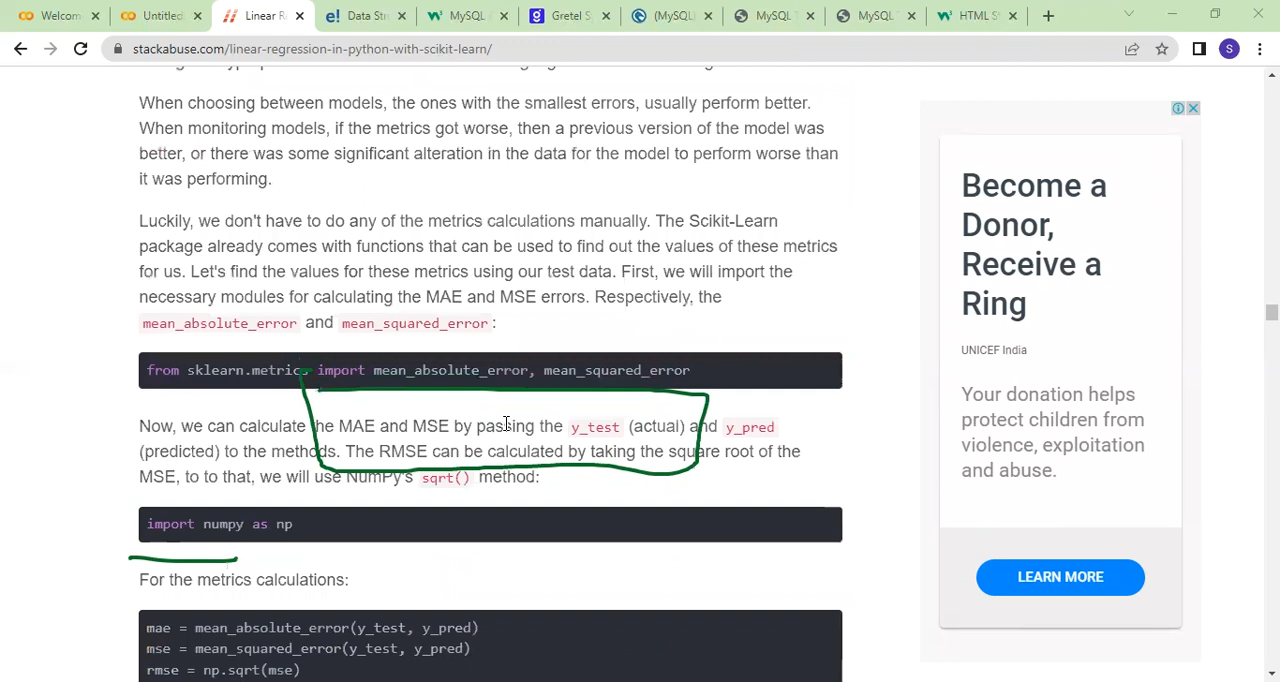 Welcom
Untitled
Linear R
Data Str
MySQL
Gretel S
(MySQL
MySQL T
MySQL
HTML S
stackabuse.com/linear-regression-in-python-with-scikit-learn/
S
When choosing between models, the ones with the smallest errors, usually perform better.
When monitoring models, if the metrics got worse, then a previous version of the model was
better, or there was some significant alteration in the data for the model to perform worse than
it was performing.
Luckily, we don't have to do any of the metrics calculations manually. The Scikit-Learn
package already comes with functions that can be used to find out the values of these metrics
for us. Let's find the values for these metrics using our test data. First, we will import the
necessary modules for calculating the MAE and MSE errors. Respectively, the
mean_absolute_error and mean_squared_error:
from sklearn.metrics import mean_absolute_error, mean_squared_error
Now, we can calculate the MAE and MSE by passing the y_test (actual) and y_pred
(predicted) to the methods. The RMSE can be calculated by taking the square root of the
MSE, to to that, we will use NumPy's sqrt() method:
import numpy as np
For the metrics calculations:
mae = mean_absolute_error(y_test, y_pred)
mse = mean_squared_error(y_test, y_pred)
rmse = np.sqrt(mse)
Become a
Donor,
Receive a
Ring
UNICEF India
Your donation helps
protect children from
violence, exploitation
and abuse.
LEARN MORE